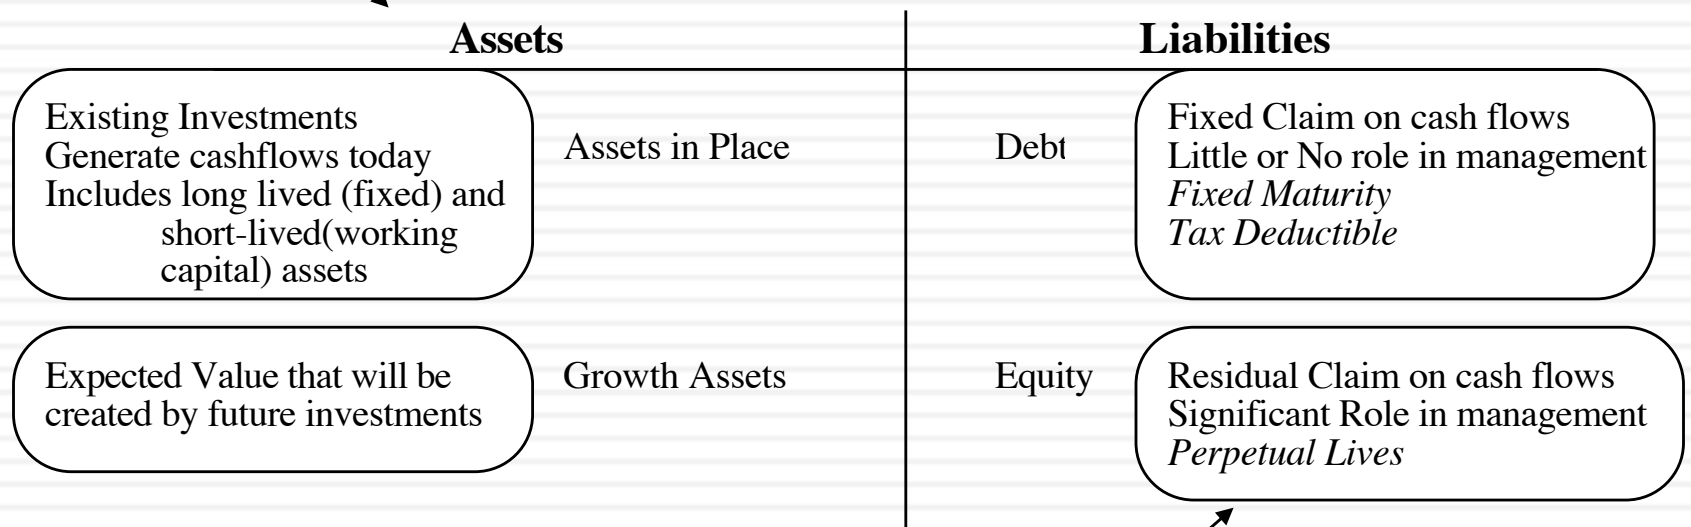 Assets
Liabilities
Existing Investments
Generate cashflows today
Includes long lived (fixed) and
short-lived(working
capital) assets
Assets in Place
Debt
Fixed Claim on cash flows
Little or No role in management
Fixed Maturity
Tax Deductible
Expected Value that will be
created by future investments
Growth Assets
Equity
Residual Claim on cash flows
Significant Role in management
Perpetual Lives